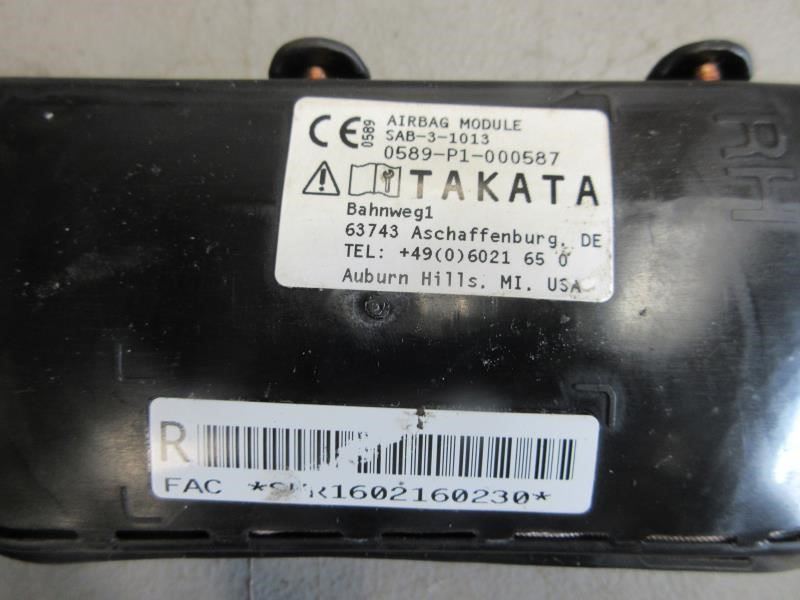 CE 0589
AIRBAG MODULE
SAB-3-1013
0589-P1-000587
TAKATA
Bahnweg1
63743 Aschaffenburg, DE
TEL: +49(0)6021 65 0
Auburn Hills, MI. USA
RH
R
FAC